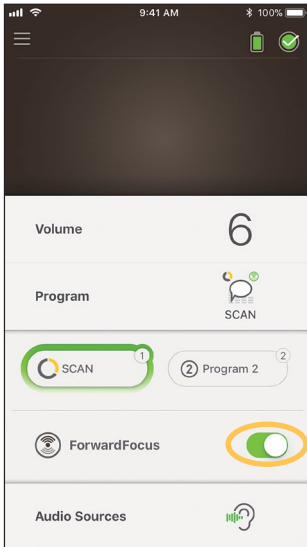 9:41 AM 100%
Volume 6
Program
SCAN
SCAN 1 2 Program 2 2
ForwardFocus
Audio Sources